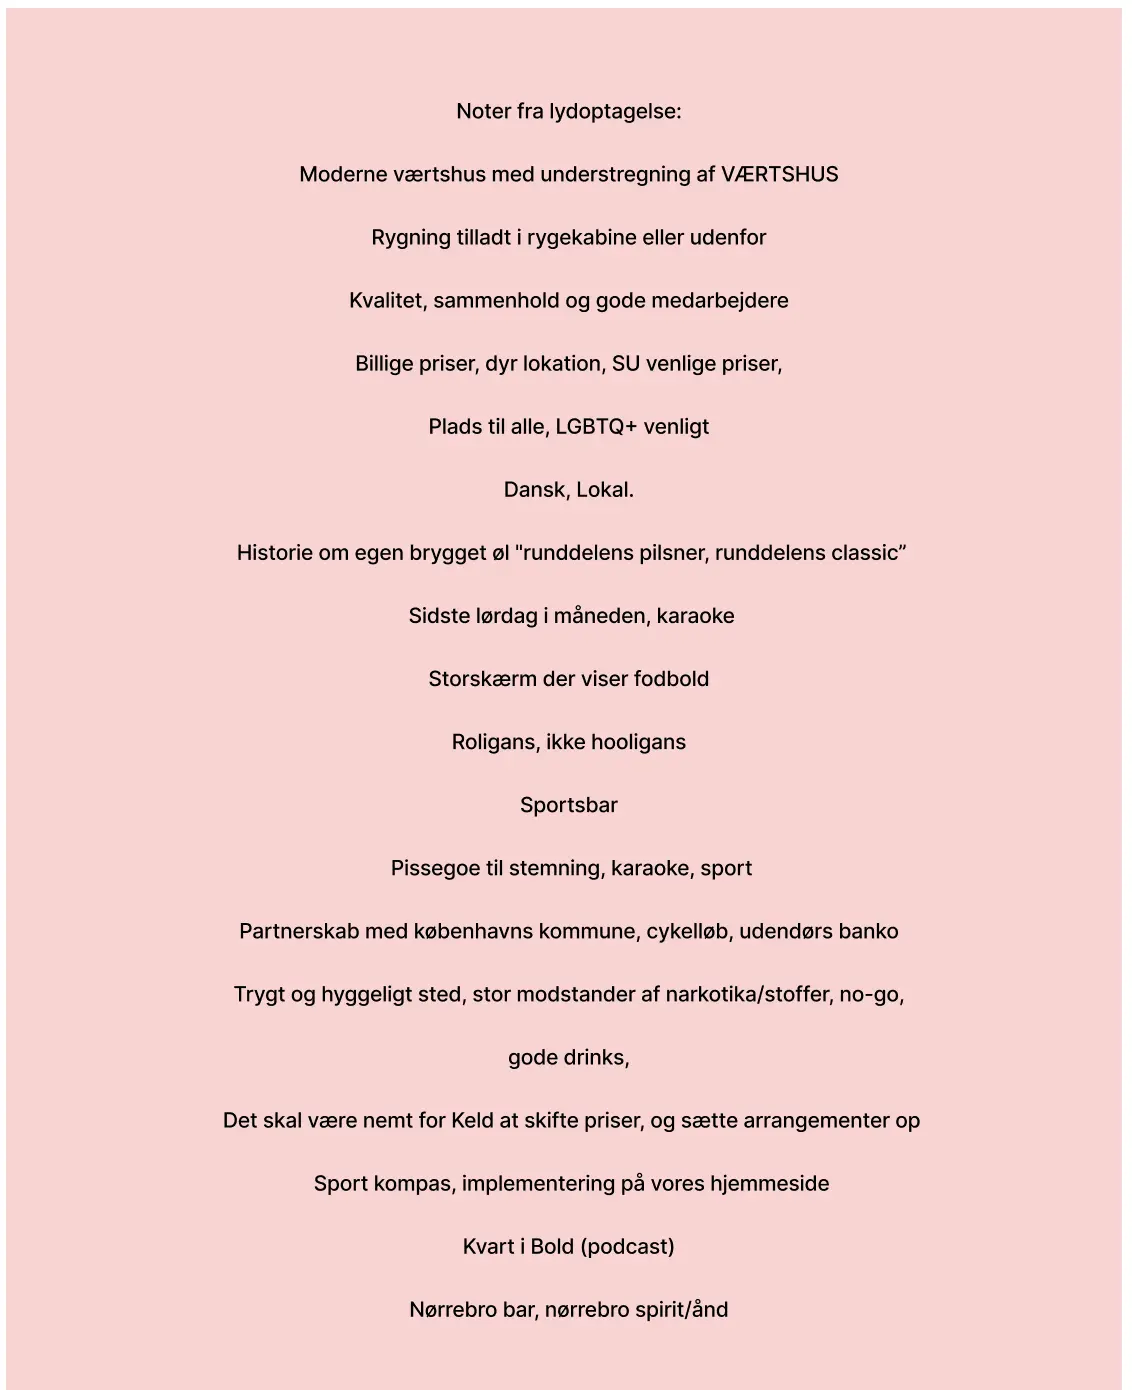 Noter fra lydoptagelse:
Moderne værtshus med understregning af VÆRTSHUS
Rygning tilladt i rygekabine eller udenfor
Kvalitet, sammenhold og gode medarbejdere
Billige priser, dyr lokation, SU venlige priser,
Plads til alle, LGBTQ+ venligt
Dansk, Lokal.
Historie om egen brygget øl "runddelens pilsner, runddelens classic”
Sidste lørdag i måneden, karaoke
Storskærm der viser fodbold
Roligans, ikke hooligans
Sportsbar
Pissegoe til stemning, karaoke, sport
Partnerskab med københavns kommune, cykelløb, udendørs banko
Trygt og hyggeligt sted, stor modstander af narkotika/stoffer, no-go,
gode drinks,
Det skal være nemt for Keld at skifte priser, og sætte arrangementer op
Sport kompas, implementering på vores hjemmeside
Kvart i Bold (podcast)
Nørrebro bar, nørrebro spirit/ånd